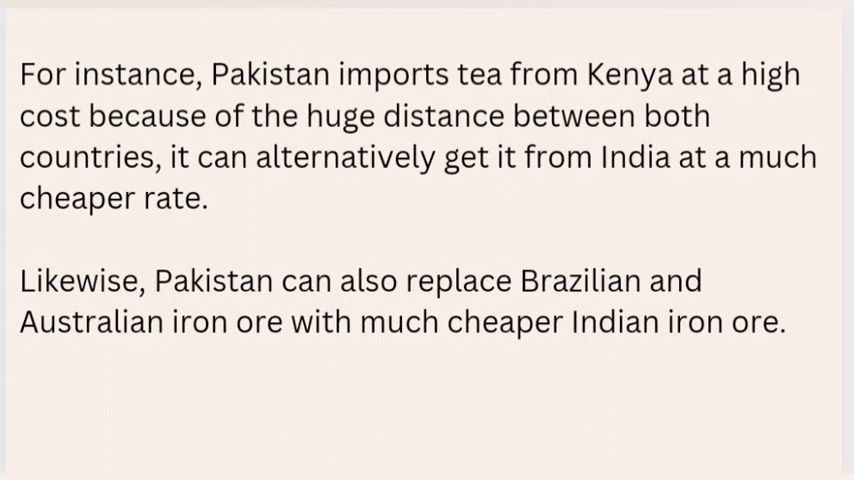 For instance, Pakistan imports tea from Kenya at a high
cost because of the huge distance between both
countries, it can alternatively get it from India at a much
cheaper rate.
Likewise, Pakistan can also replace Brazilian and
Australian iron ore with much cheaper Indian iron ore.